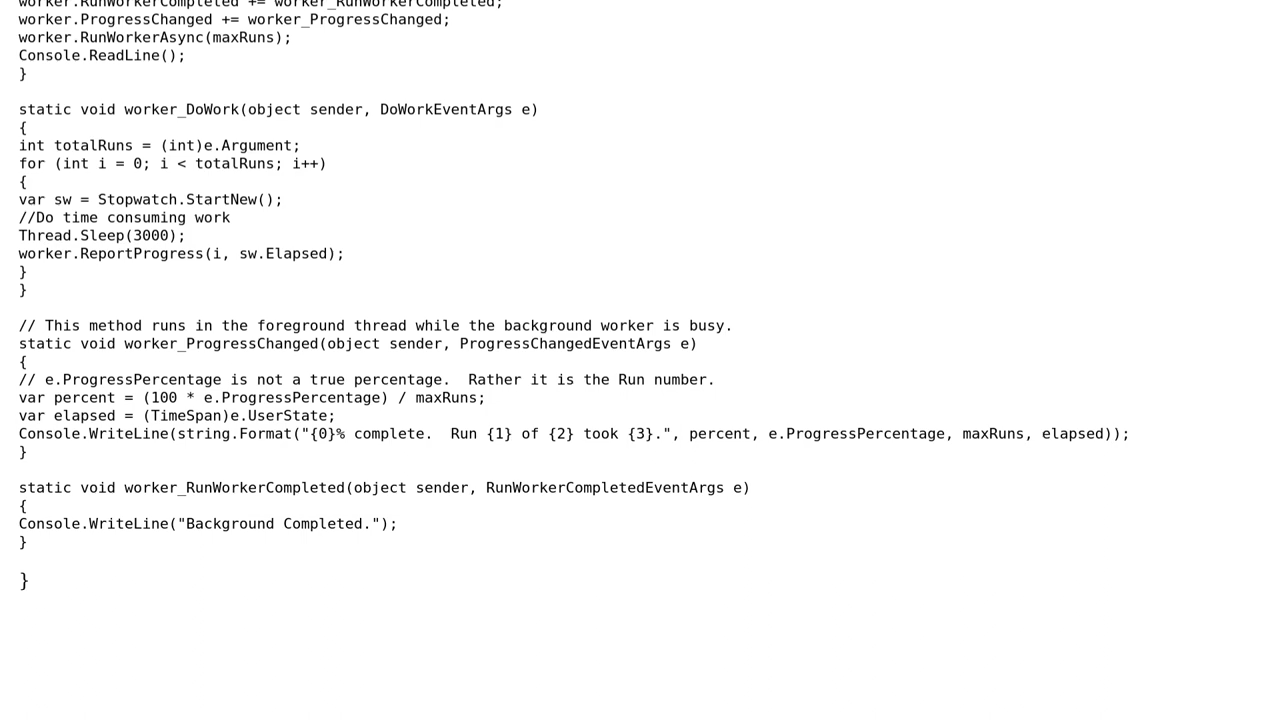 worker.RunWorkerCompleted += worker_RunWorkerCompleted;
worker.ProgressChanged += worker_ProgressChanged;
worker.RunWorkerAsync(maxRuns);
Console.ReadLine();
}

static void worker_DoWork(object sender, DoWorkEventArgs e)
{
int totalRuns = (int)e.Argument;
for (int i = 0; i < totalRuns; i++)
{
var sw = Stopwatch.StartNew();
//Do time consuming work
Thread.Sleep(3000);
worker.ReportProgress(i, sw.Elapsed);
}
}

// This method runs in the foreground thread while the background worker is busy.
static void worker_ProgressChanged(object sender, ProgressChangedEventArgs e)
{
// e.ProgressPercentage is not a true percentage.  Rather it is the Run number.
var percent = (100 * e.ProgressPercentage) / maxRuns;
var elapsed = (TimeSpan)e.UserState;
Console.WriteLine(string.Format("{0}% complete.  Run {1} of {2} took {3}.", percent, e.ProgressPercentage, maxRuns, elapsed));
}

static void worker_RunWorkerCompleted(object sender, RunWorkerCompletedEventArgs e)
{
Console.WriteLine("Background Completed.");
}

}